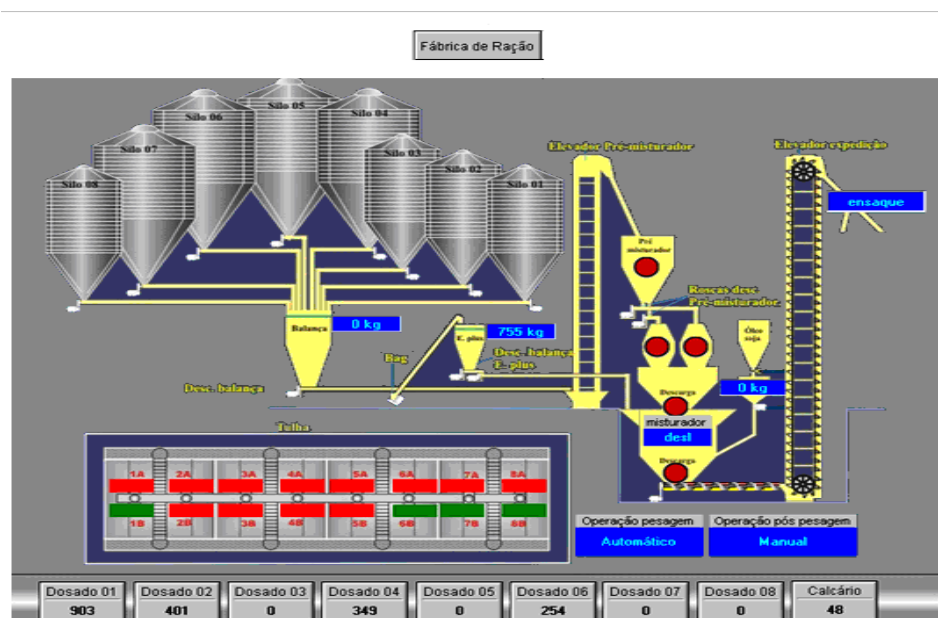 Fábrica de Ração
Silo 05
Silo 06
Silo 04
Silo 07
Silo 03
Silo 08
Silo 02
Silo 01
Elevador Pré-misturador
Elevador expedição
ensaque
Pré
misturador
Roscas desc.
Pré-misturador.
Balança
0 kg
E. plus
755 kg
Óleo
soja
Bag
Desc. balança
E. plus
Desc. balança
0 kg
Descarga
misturador
desl
Descarga
Tulha
1A 2A 3A 4A 5A 6A 7A 8A
1B 2B 3B 4B 5B 6B 7B 8B
Operação pesagem
Automático
Operação pós pesagem
Manual
Dosado 01 Dosado 02 Dosado 03 Dosado 04 Dosado 05 Dosado 06 Dosado 07 Dosado 08 Calcário
903 401 0 349 0 254 0 0 48